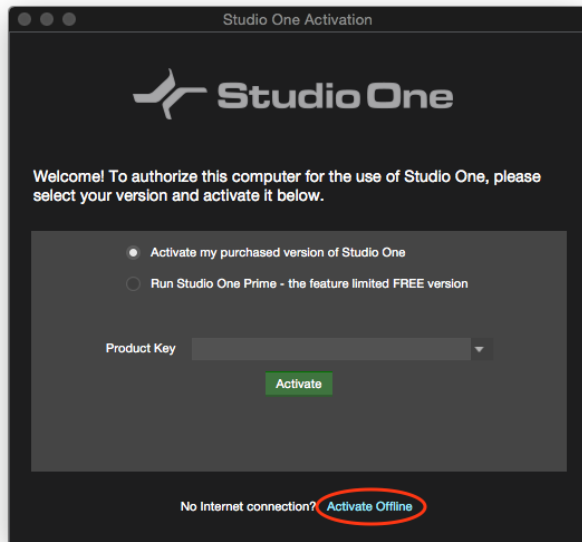 Studio One Activation
Studio One
Welcome! To authorize this computer for the use of Studio One, please
select your version and activate it below.
Activate my purchased version of Studio One
Run Studio One Prime - the feature limited FREE version
Product Key
Activate
No Internet connection? Activate Offline